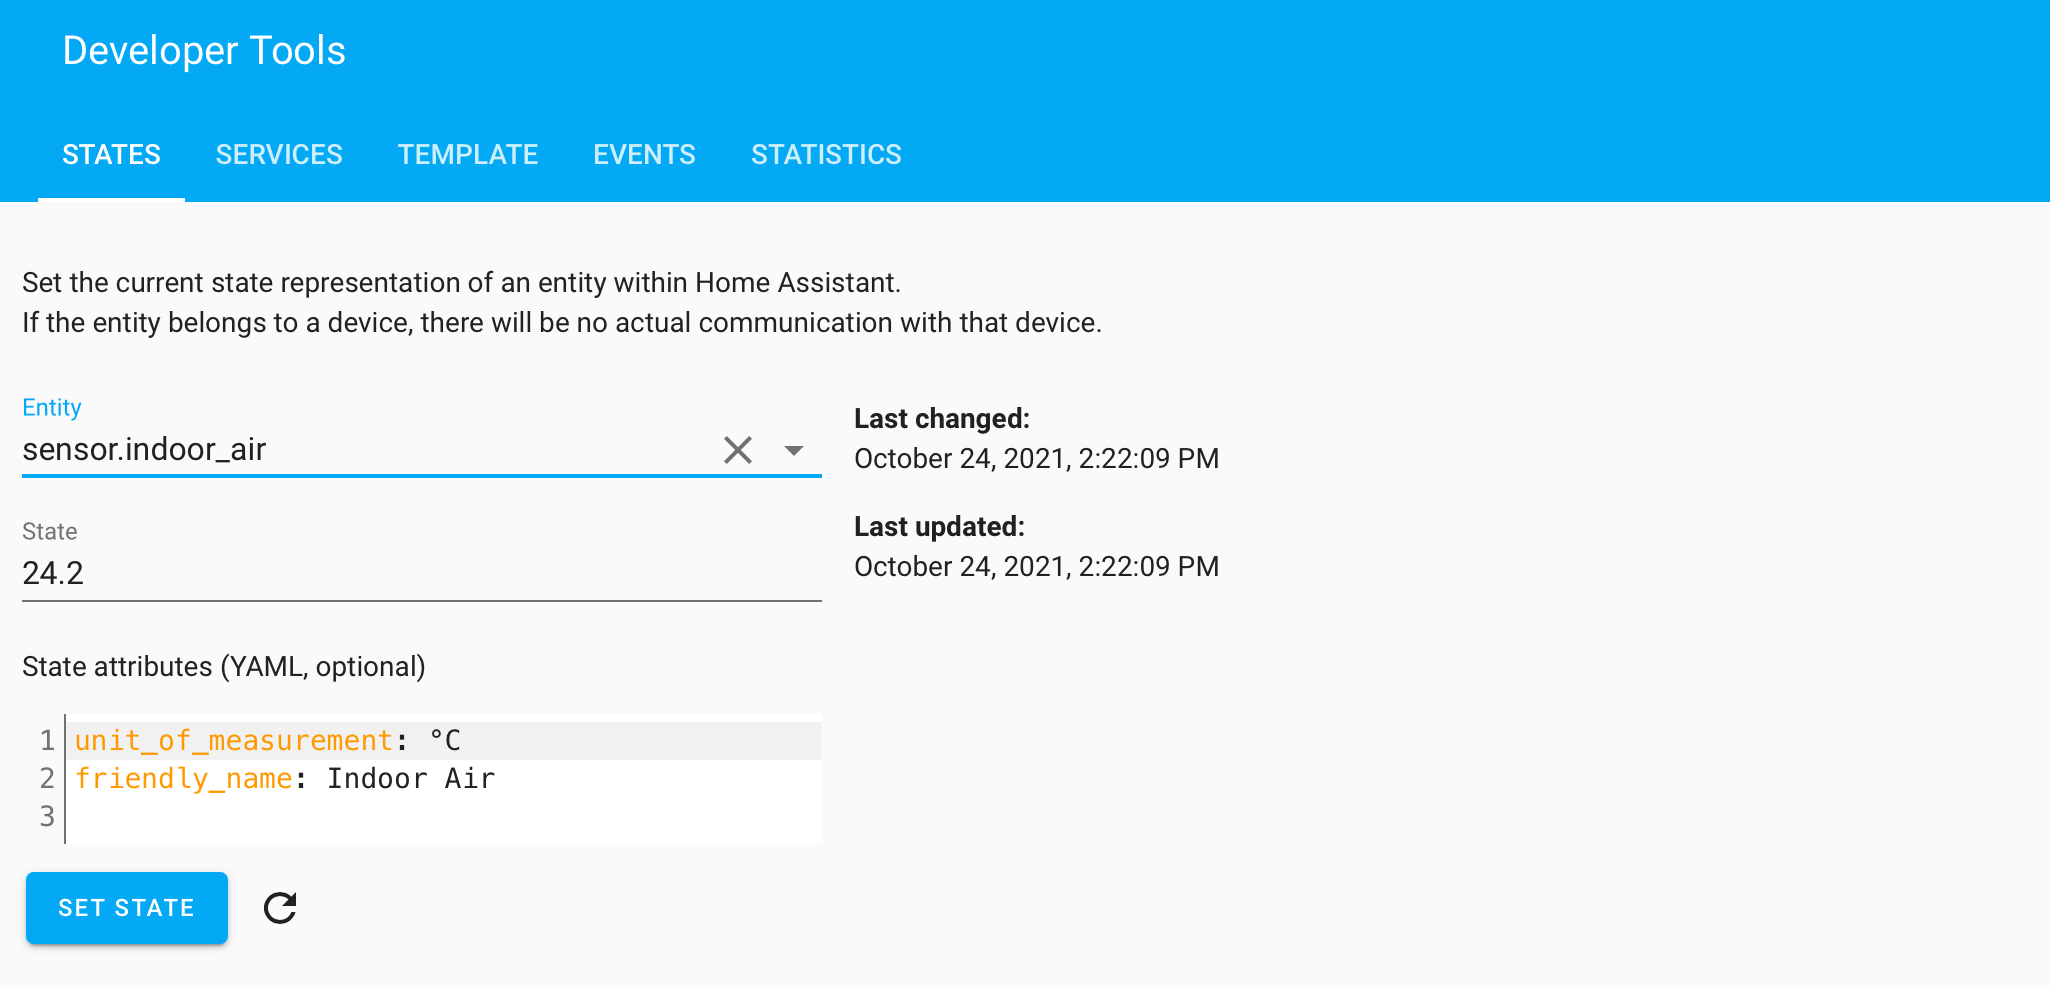 Developer Tools
STATES SERVICES TEMPLATE EVENTS STATISTICS
Set the current state representation of an entity within Home Assistant.
If the entity belongs to a device, there will be no actual communication with that device.
Entity
sensor.indoor_air
Last changed:
October 24, 2021, 2:22:09 PM
Last updated:
October 24, 2021, 2:22:09 PM
State
24.2
State attributes (YAML, optional)
1 unit_of_measurement: °C
2 friendly_name: Indoor Air
3
SET STATE